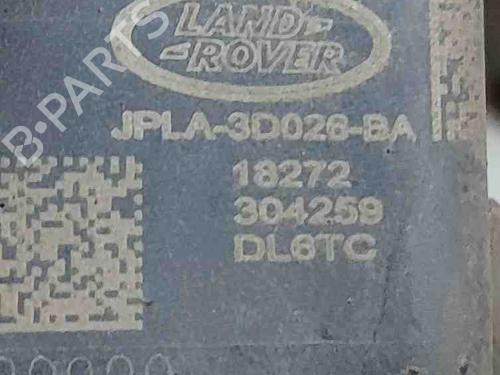 LAND-
-ROVER
JPLA-3D026-BA
18272
304259
DL6TC
B-PARTS